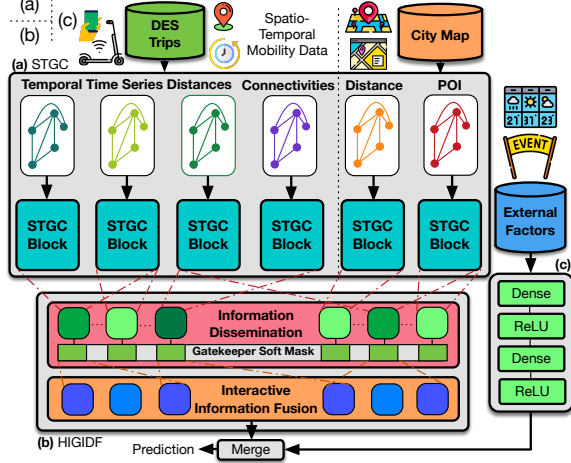 (a)
(b)
(c)
DES
Trips
Spatio-
Temporal
Mobility Data
City Map
(a) STGC
Temporal Time Series Distances
Connectivities
Distance
POI
STGC
Block
STGC
Block
STGC
Block
STGC
Block
STGC
Block
STGC
Block
21° 31° 23°
EVENT
External
Factors
(c)
Dense
ReLU
Dense
ReLU
Information
Dissemination
Gatekeeper Soft Mask
Interactive
Information Fusion
(b) HIGIDF
Prediction
Merge